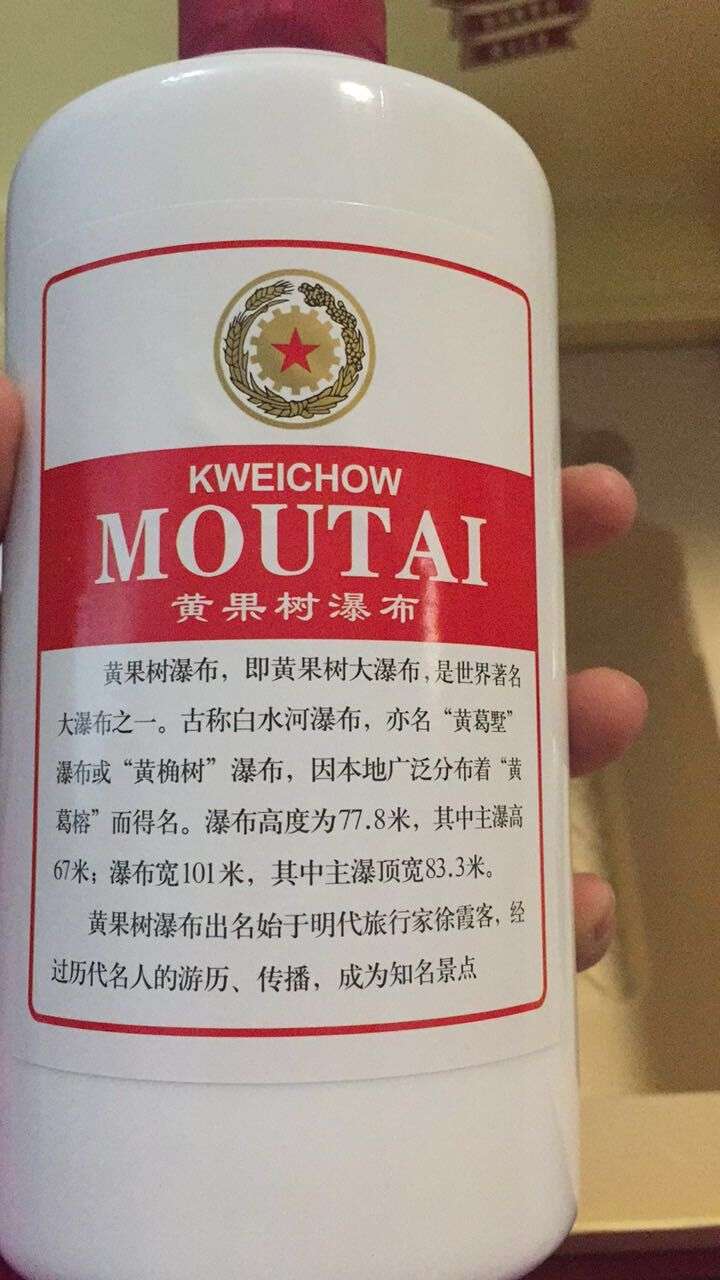 KWEICHOW
MOUTAI
黄果树瀑布
黄果树瀑布，即黄果树大瀑布，是世界著名
大瀑布之一。古称白水河瀑布，亦名“黄葛墅”
瀑布或“黄桷树”瀑布，因本地广泛分布着“黄
葛榕”而得名。瀑布高度为77.8米，其中主瀑高
67米；瀑布宽101米，其中主瀑顶宽83.3米。
黄果树瀑布出名始于明代旅行家徐霞客，经
过历代名人的游历、传播，成为知名景点